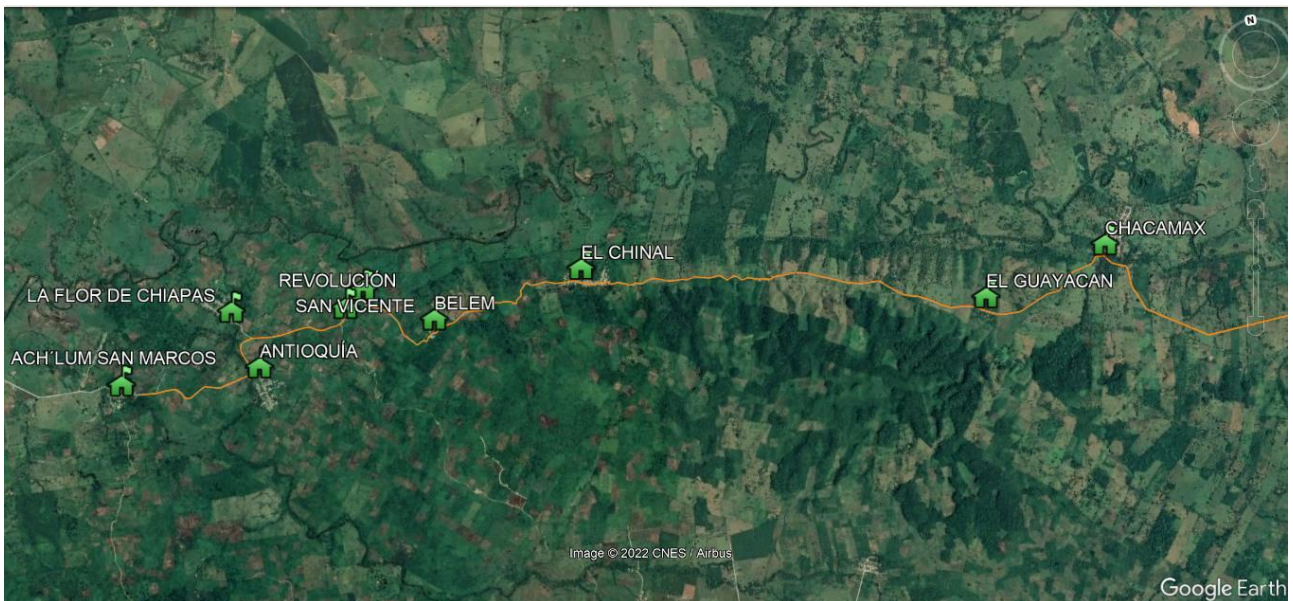 N
CHACAMAX
EL CHINAL
REVOLUCIÓN
EL GUAYACAN
LA FLOR DE CHIAPAS
SAN VICENTE
BELEM
ANTIOQUÍA
ACH´LUM SAN MARCOS
Image © 2022 CNES / Airbus
Google Earth